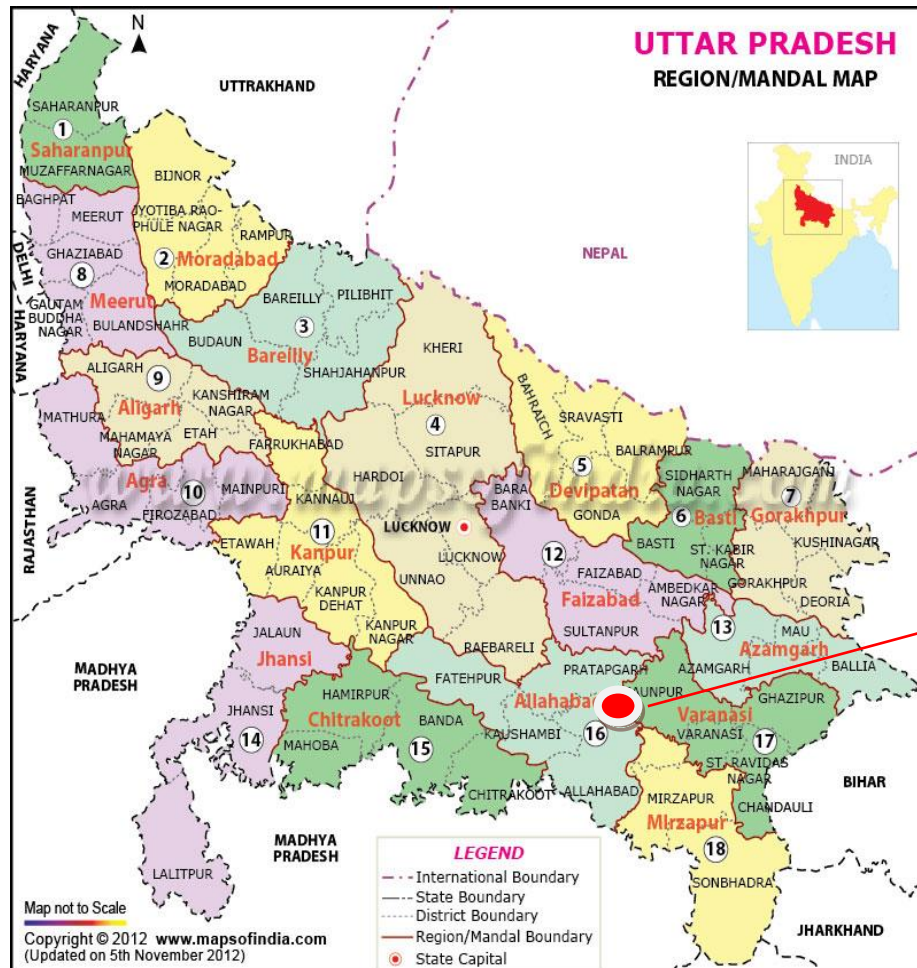 UTTAR PRADESH
REGION/MANDAL MAP
N
HARYANA
UTTRAKHAND
INDIA
NEPAL
SAHARANPUR
1
Saharanpur
MUZAFFARNAGAR
BIJNOR
BAGHPAT
MEERUT
JYOTIBA RAO-
PHULE NAGAR
RAMPUR
DELHI
GHAZIABAD
8
2
Moradabad
MORADABAD
Meerut
BAREILLY
PILIBHIT
HARYANA
GAUTAM
BUDDHA
NAGAR
BULANDSHAHR
BUDAUN
3
Bareilly
SHAHJAHANPUR
KHERI
ALIGARH
9
Aligarh
KANSHIRAM
NAGAR
Lucknow
4
BAHRAICH
SRAVASTI
MATHURA
MAHAMAYA
NAGAR
ETAH
FARRUKHABAD
SITAPUR
BALRAMPUR
5
Devipatan
HARDOI
SIDHARTH
NAGAR
MAHARAJGANJ
www.mapsofindia.com
Agra
10
MAINPURI
AGRA
FIROZABAD
KANNAUJ
BARA
BANKI
GONDA
6
Basti
7
Gorakhpur
RAJASTHAN
11
Kanpur
ETAWAH
AURAIYA
LUCKNOW
LUCKNOW
12
BASTI
ST. KABIR
NAGAR
KUSHINAGAR
UNNAO
FAIZABAD
Faizabad
AMBEDKAR
NAGAR
GORAKHPUR
DEORIA
KANPUR
DEHAT
KANPUR
NAGAR
SULTANPUR
13
MAU
Azamgarh
JALAUN
Jhansi
RAEBARELI
AZAMGARH
BALLIA
MADHYA
PRADESH
FATEHPUR
PRATAPGARH
HAMIRPUR
Allahaba
AUNPUR
GHAZIPUR
JHANSI
14
Chitrakoot
BANDA
KAUSHAMBI
16
Varanasi
VARANASI
17
MAHOBA
15
ST. RAVIDAS
NAGAR
BIHAR
CHITRAKOOT
ALLAHABAD
MIRZAPUR
Mirzapur
CHANDAULI
18
MADHYA
PRADESH
SONBHADRA
LALITPUR
JHARKHAND
LEGEND
International Boundary
State Boundary
District Boundary
Region/Mandal Boundary
State Capital
Map not to Scale
Copyright © 2012 www.mapsofindia.com
(Updated on 5th November 2012)